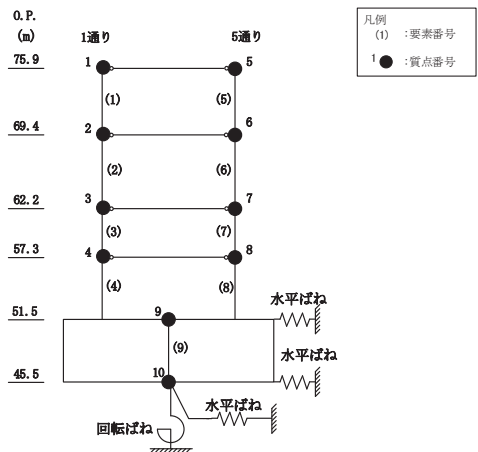 O.P.
(m)
1通り
5通り
凡例
(1) :要素番号
1 :質点番号
75.9
1
5
(1)
(5)
69.4
2
6
(2)
(6)
62.2
3
7
(3)
(7)
57.3
4
8
(4)
(8)
水平ばね
51.5
9
(9)
水平ばね
45.5
10
水平ばね
回転ばね